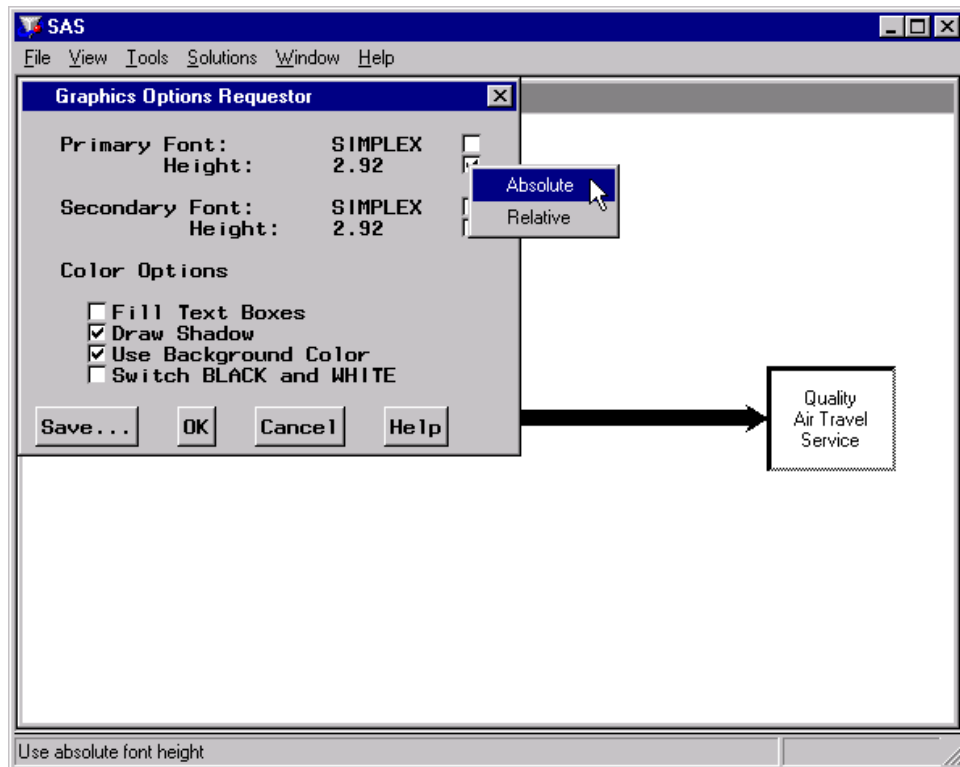 SAS
File View Tools Solutions Window Help
Graphics Options Requestor
Primary Font: SIMPLEX
Height: 2.92
Absolute
Relative
Secondary Font: SIMPLEX
Height: 2.92
Color Options
Fill Text Boxes
Draw Shadow
Use Background Color
Switch BLACK and WHITE
Save... OK Cancel Help
Quality
Air Travel
Service
Use absolute font height